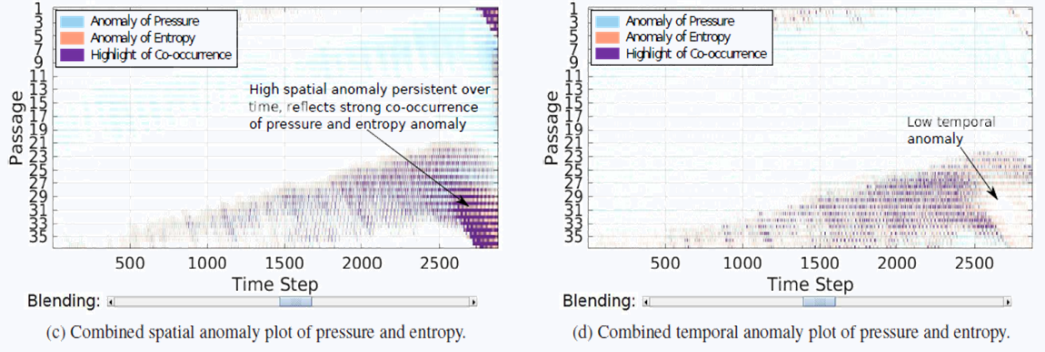 1
3
5
7
9
11
13
15
17
19
21
23
25
27
29
31
33
35
Passage
Anomaly of Pressure
Anomaly of Entropy
Highlight of Co-occurrence
High spatial anomaly persistent over
time, reflects strong co-occurrence
of pressure and entropy anomaly
500 1000 1500 2000 2500
Time Step
Blending:
(c) Combined spatial anomaly plot of pressure and entropy.
1
3
5
7
9
11
13
15
17
19
21
23
25
27
29
31
33
35
Passage
Anomaly of Pressure
Anomaly of Entropy
Highlight of Co-occurrence
Low temporal
anomaly
500 1000 1500 2000 2500
Time Step
Blending:
(d) Combined temporal anomaly plot of pressure and entropy.